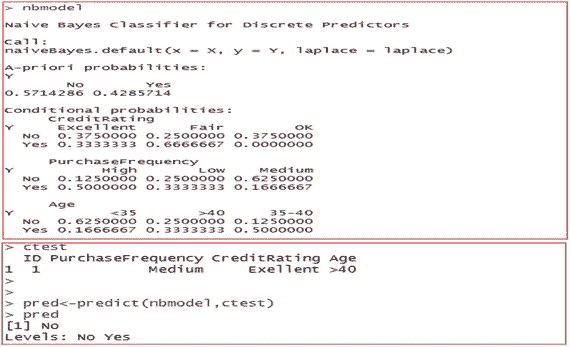 > nbmodel
Naive Bayes Classifier for Discrete Predictors
Call:
naiveBayes.default(x = X, y = Y, laplace = laplace)
A-priori probabilities:
Y
No Yes
0.5714286 0.4285714
Conditional probabilities:
CreditRating
Y Excellent Fair OK
No 0.3750000 0.2500000 0.3750000
Yes 0.3333333 0.6666667 0.0000000
PurchaseFrequency
Y High Low Medium
No 0.1250000 0.2500000 0.6250000
Yes 0.5000000 0.3333333 0.1666667
Age
Y <35 >40 35-40
No 0.6250000 0.2500000 0.1250000
Yes 0.1666667 0.3333333 0.5000000
> ctest
ID PurchaseFrequency CreditRating Age
1 1 Medium Exellent >40
>
>
> pred<-predict(nbmodel,ctest)
> pred
[1] No
Levels: No Yes